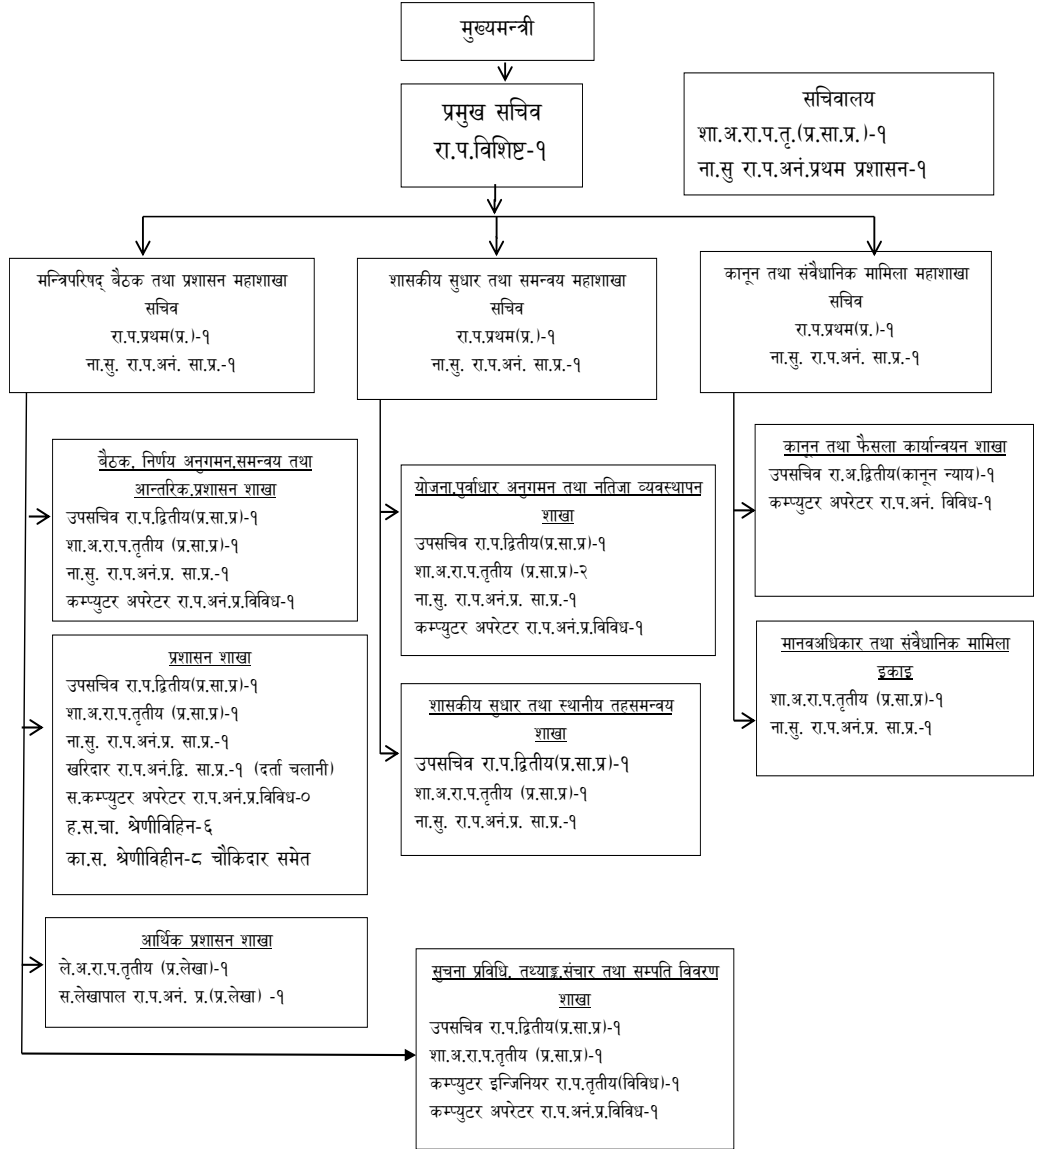 मुख्यमन्त्री
प्रमुख सचिव
रा.प.विशिष्ट-१
सचिवालय
शा.अ.रा.प.तृ.(प्र.सा.प्र.)-१
ना.सु रा.प.अनं.प्रथम प्रशासन-१
मन्त्रिपरिषद् बैठक तथा प्रशासन महाशाखा
सचिव
रा.प.प्रथम(प्र.)-१
ना.सु. रा.प.अनं. सा.प्र.-१
शासकीय सुधार तथा समन्वय महाशाखा
सचिव
रा.प.प्रथम(प्र.)-१
ना.सु. रा.प.अनं. सा.प्र.-१
कानून तथा संवैधानिक मामिला महाशाखा
सचिव
रा.प.प्रथम(प्र.)-१
ना.सु. रा.प.अनं. सा.प्र.-१
बैठक, निर्णय अनुगमन,समन्वय तथा
आन्तरिक,प्रशासन शाखा
उपसचिव रा.प.द्वितीय(प्र.सा.प्र)-१
शा.अ.रा.प.तृतीय (प्र.सा.प्र)-१
ना.सु. रा.प.अनं.प्र. सा.प्र.-१
कम्प्युटर अपरेटर रा.प.अनं.प्र.विविध-१
प्रशासन शाखा
उपसचिव रा.प.द्वितीय(प्र.सा.प्र)-१
शा.अ.रा.प.तृतीय (प्र.सा.प्र)-१
ना.सु. रा.प.अनं.प्र. सा.प्र.-१
खरिदार रा.प.अनं.द्वि. सा.प्र.-१ (दर्ता चलानी)
स.कम्प्युटर अपरेटर रा.प.अनं.प्र.विविध-०
ह.स.चा. श्रेणीविहिन-६
का.स. श्रेणीविहीन-८ चौकिदार समेत
आर्थिक प्रशासन शाखा
ले.अ.रा.प.तृतीय (प्र.लेखा)-१
स.लेखापाल रा.प.अनं. प्र.(प्र.लेखा) -१
योजना,पुर्वाधार अनुगमन तथा नतिजा व्यवस्थापन
शाखा
उपसचिव रा.प.द्वितीय(प्र.सा.प्र)-१
शा.अ.रा.प.तृतीय (प्र.सा.प्र)-२
ना.सु. रा.प.अनं.प्र. सा.प्र.-१
कम्प्युटर अपरेटर रा.प.अनं.प्र.विविध-१
शासकीय सुधार तथा स्थानीय तहसमन्वय
शाखा
उपसचिव रा.प.द्वितीय(प्र.सा.प्र)-१
शा.अ.रा.प.तृतीय (प्र.सा.प्र)-१
ना.सु. रा.प.अनं.प्र. सा.प्र.-१
सुचना प्रविधि, तथ्याङ्क,संचार तथा सम्पति विवरण
शाखा
उपसचिव रा.प.द्वितीय(प्र.सा.प्र)-१
शा.अ.रा.प.तृतीय (प्र.सा.प्र)-१
कम्प्युटर इन्जिनियर रा.प.तृतीय(विविध)-१
कम्प्युटर अपरेटर रा.प.अनं.प्र.विविध-१
कानून तथा फैसला कार्यान्वयन शाखा
उपसचिव रा.अ.द्वितीय(कानून न्याय)-१
कम्प्युटर अपरेटर रा.प.अनं. विविध-१
मानवअधिकार तथा संवैधानिक मामिला
इकाइ
शा.अ.रा.प.तृतीय (प्र.सा.प्र)-१
ना.सु. रा.प.अनं.प्र. सा.प्र.-१